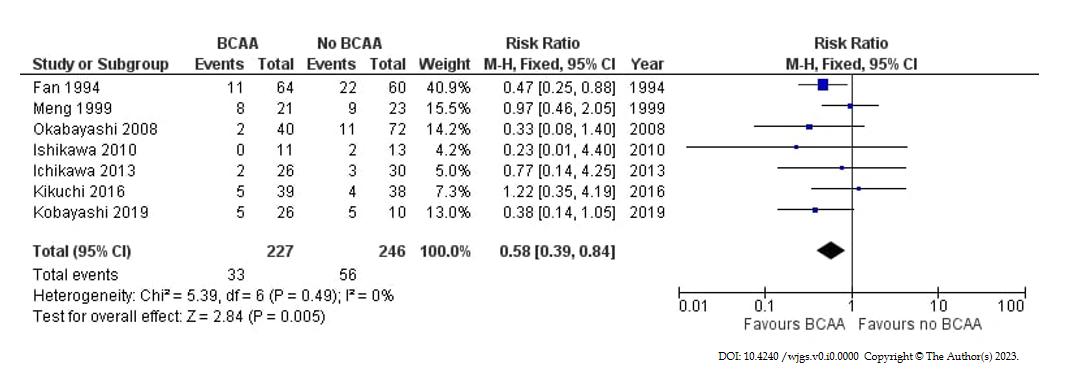 BCAA No BCAA Risk Ratio Risk Ratio
Study or Subgroup Events Total Events Total Weight M-H, Fixed, 95% CI Year M-H, Fixed, 95% CI
Fan 1994 11 64 22 60 40.9% 0.47 [0.25, 0.88] 1994
Meng 1999 8 21 9 23 15.5% 0.97 [0.46, 2.05] 1999
Okabayashi 2008 2 40 11 72 14.2% 0.33 [0.08, 1.40] 2008
Ishikawa 2010 0 11 2 13 4.2% 0.23 [0.01, 4.40] 2010
Ichikawa 2013 2 26 3 30 5.0% 0.77 [0.14, 4.25] 2013
Kikuchi 2016 5 39 4 38 7.3% 1.22 [0.35, 4.19] 2016
Kobayashi 2019 5 26 5 10 13.0% 0.38 [0.14, 1.05] 2019
Total (95% CI) 227 246 100.0% 0.58 [0.39, 0.84]
Total events 33 56
Heterogeneity: Chi² = 5.39, df = 6 (P = 0.49); I² = 0%
Test for overall effect: Z = 2.84 (P = 0.005)
0.01 0.1 1 10 100
Favours BCAA Favours no BCAA
DOI: 10.4240 /wjgs.v0.i0.0000 Copyright © The Author(s) 2023.